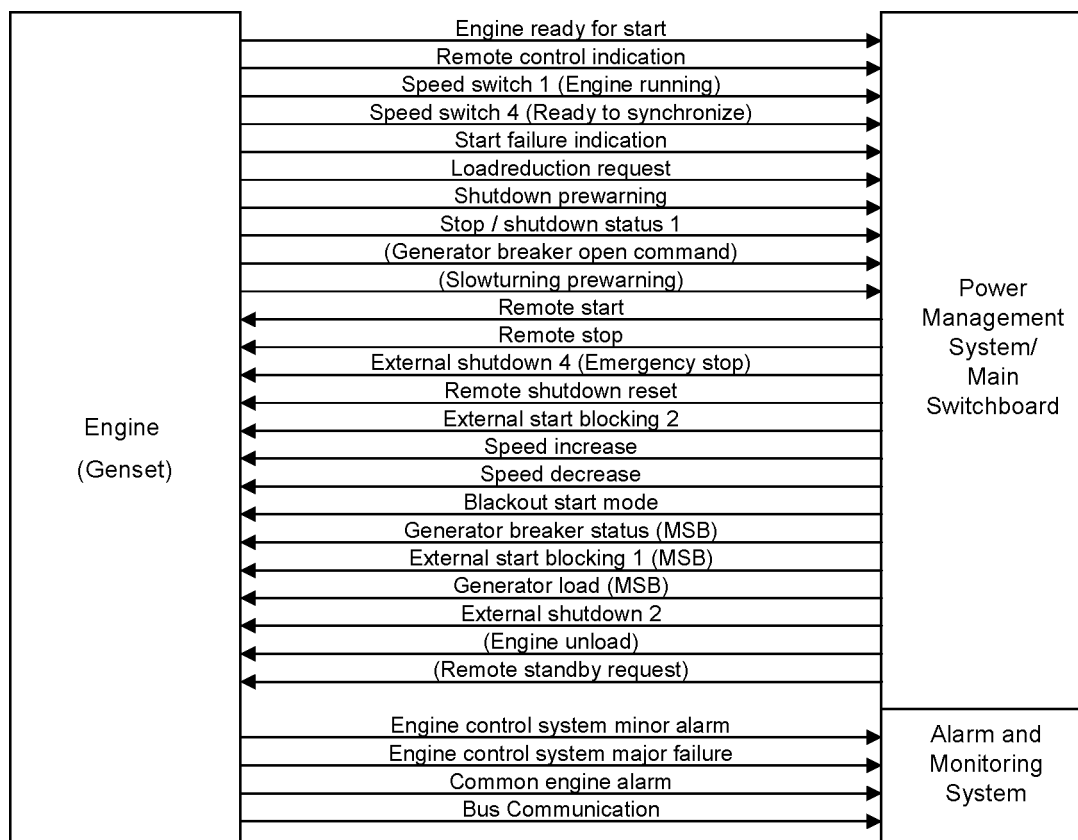 Engine ready for start
Remote control indication
Speed switch 1 (Engine running)
Speed switch 4 (Ready to synchronize)
Start failure indication
Loadreduction request
Shutdown prewarning
Stop / shutdown status 1
(Generator breaker open command)
(Slowturning prewarning)
Remote start
Remote stop
External shutdown 4 (Emergency stop)
Remote shutdown reset
External start blocking 2
Speed increase
Speed decrease
Blackout start mode
Generator breaker status (MSB)
External start blocking 1 (MSB)
Generator load (MSB)
External shutdown 2
(Engine unload)
(Remote standby request)
Engine control system minor alarm
Engine control system major failure
Common engine alarm
Bus Communication
Engine
(Genset)
Power
Management
System/
Main
Switchboard
Alarm and
Monitoring
System